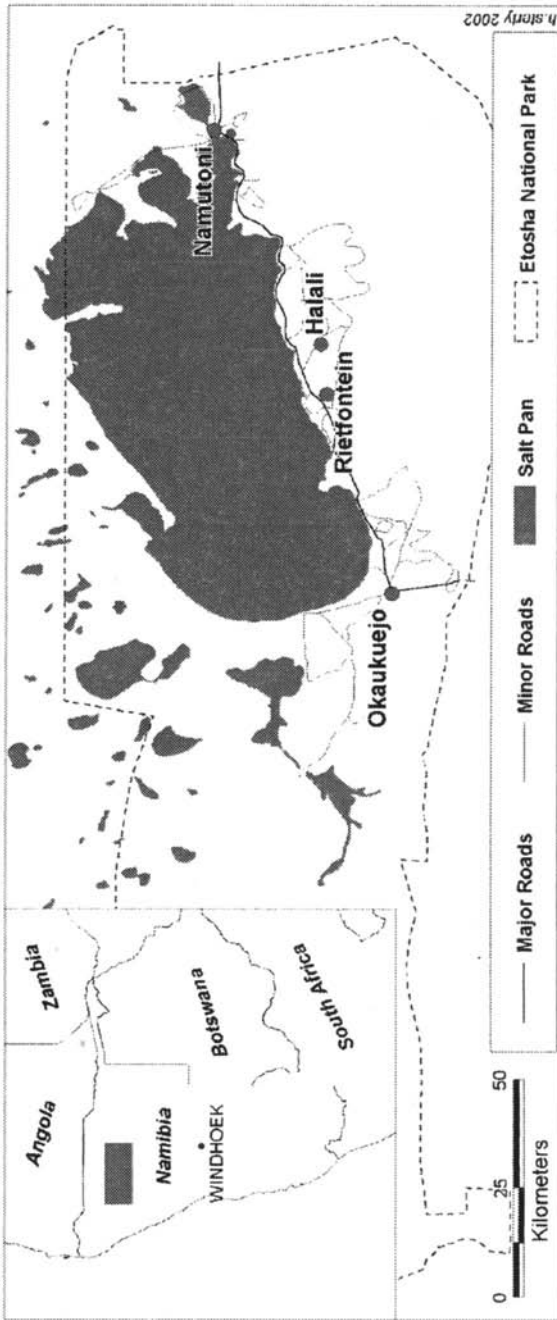 Angola
Zambia
Namibia
WINDHOEK
Botswana
South Africa
Namutoni
Halali
Rietfontein
Okaukuejo
0 25 50
Kilometers
Major Roads
Minor Roads
Salt Pan
Etosha National Park
h.sterly 2002